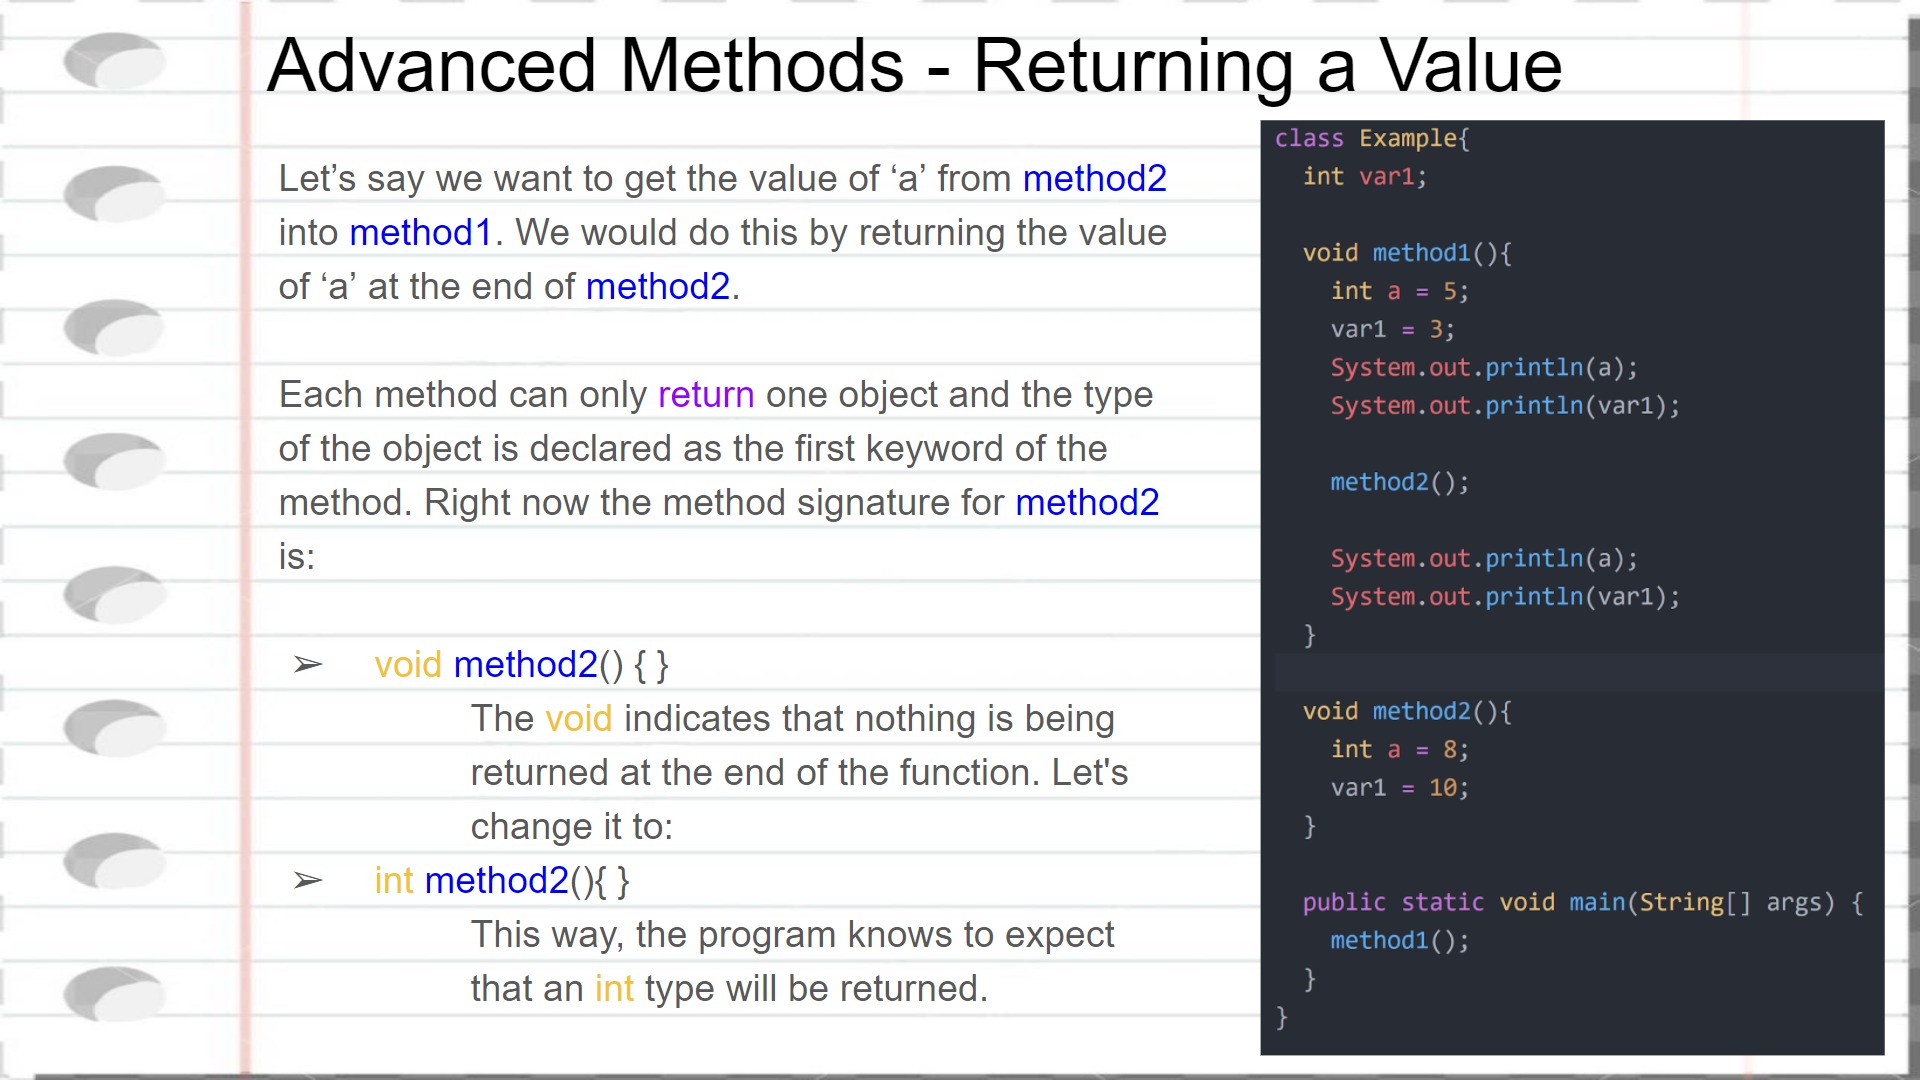 Advanced Methods - Returning a Value
Let’s say we want to get the value of ‘a’ from method2
into method1. We would do this by returning the value
of ‘a’ at the end of method2.
Each method can only return one object and the type
of the object is declared as the first keyword of the
method. Right now the method signature for method2
is:
➢ void method2() { }
The void indicates that nothing is being
returned at the end of the function. Let's
change it to:
➢ int method2(){ }
This way, the program knows to expect
that an int type will be returned.
class Example{
int var1;
void method1(){
int a = 5;
var1 = 3;
System.out.println(a);
System.out.println(var1);
method2();
System.out.println(a);
System.out.println(var1);
}
void method2(){
int a = 8;
var1 = 10;
}
public static void main(String[] args) {
method1();
}
}